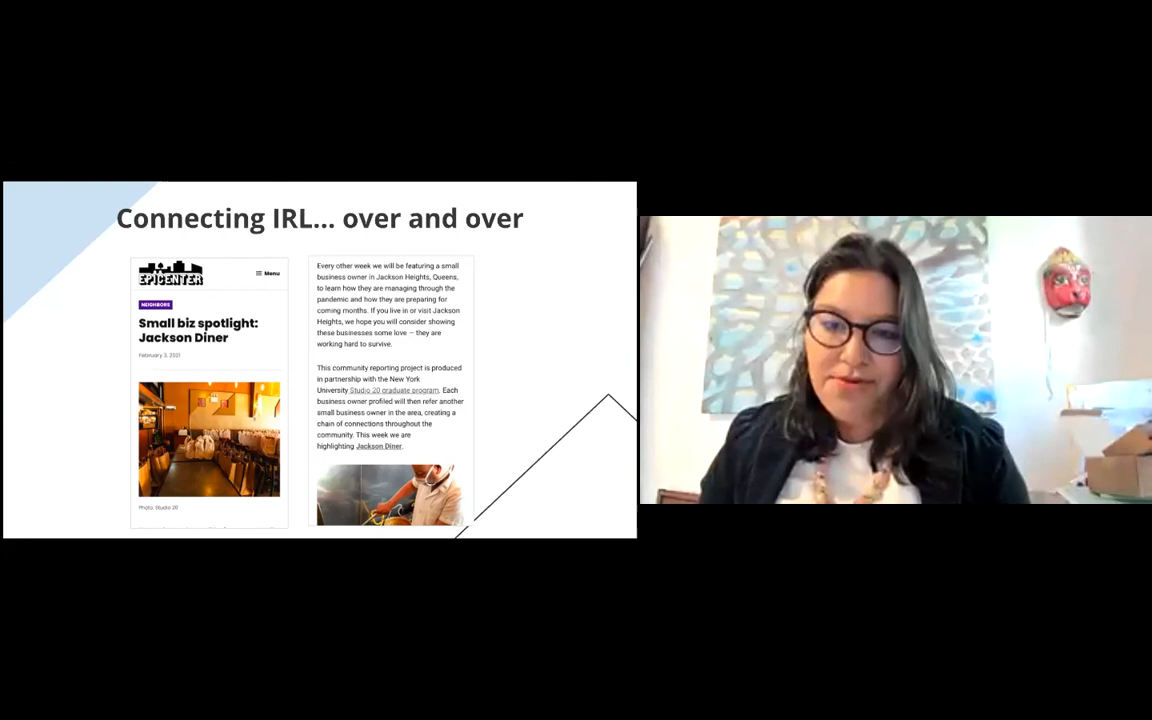 Connecting IRL... over and over
EPICENTER
Menu
NEIGHBORS
Small biz spotlight:
Jackson Diner
February 3, 2021
Photo: Studio 20
Every other week we will be featuring a small
business owner in Jackson Heights, Queens,
to learn how they are managing through the
pandemic and how they are preparing for
coming months. If you live in or visit Jackson
Heights, we hope you will consider showing
these businesses some love – they are
working hard to survive.
This community reporting project is produced
in partnership with the New York
University Studio 20 graduate program. Each
business owner profiled will then refer another
small business owner in the area, creating a
chain of connections throughout the
community. This week we are
highlighting Jackson Diner.